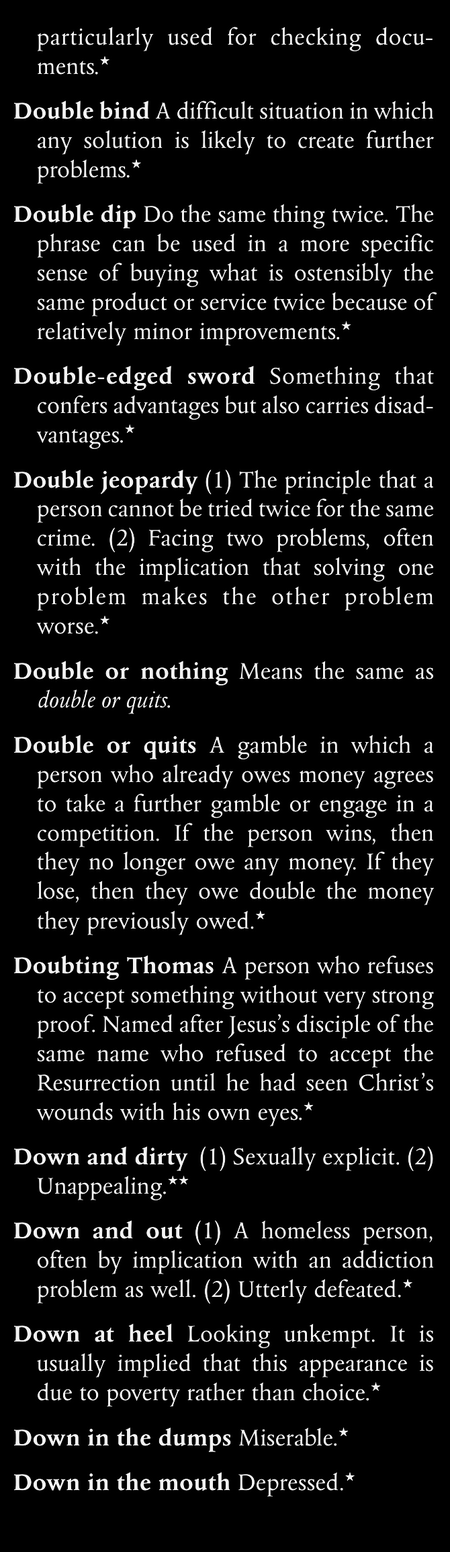 particularly used for checking docu-
ments.★
Double bind A difficult situation in which
any solution is likely to create further
problems.★
Double dip Do the same thing twice. The
phrase can be used in a more specific
sense of buying what is ostensibly the
same product or service twice because of
relatively minor improvements.★
Double-edged sword Something that
confers advantages but also carries disad-
vantages.★
Double jeopardy (1) The principle that a
person cannot be tried twice for the same
crime. (2) Facing two problems, often
with the implication that solving one
problem makes the other problem
worse.★
Double or nothing Means the same as
double or quits.
Double or quits A gamble in which a
person who already owes money agrees
to take a further gamble or engage in a
competition. If the person wins, then
they no longer owe any money. If they
lose, then they owe double the money
they previously owed.★
Doubting Thomas A person who refuses
to accept something without very strong
proof. Named after Jesus's disciple of the
same name who refused to accept the
Resurrection until he had seen Christ's
wounds with his own eyes.★
Down and dirty (1) Sexually explicit. (2)
Unappealing.★★
Down and out (1) A homeless person,
often by implication with an addiction
problem as well. (2) Utterly defeated.★
Down at heel Looking unkempt. It is
usually implied that this appearance is
due to poverty rather than choice.★
Down in the dumps Miserable.★
Down in the mouth Depressed.★